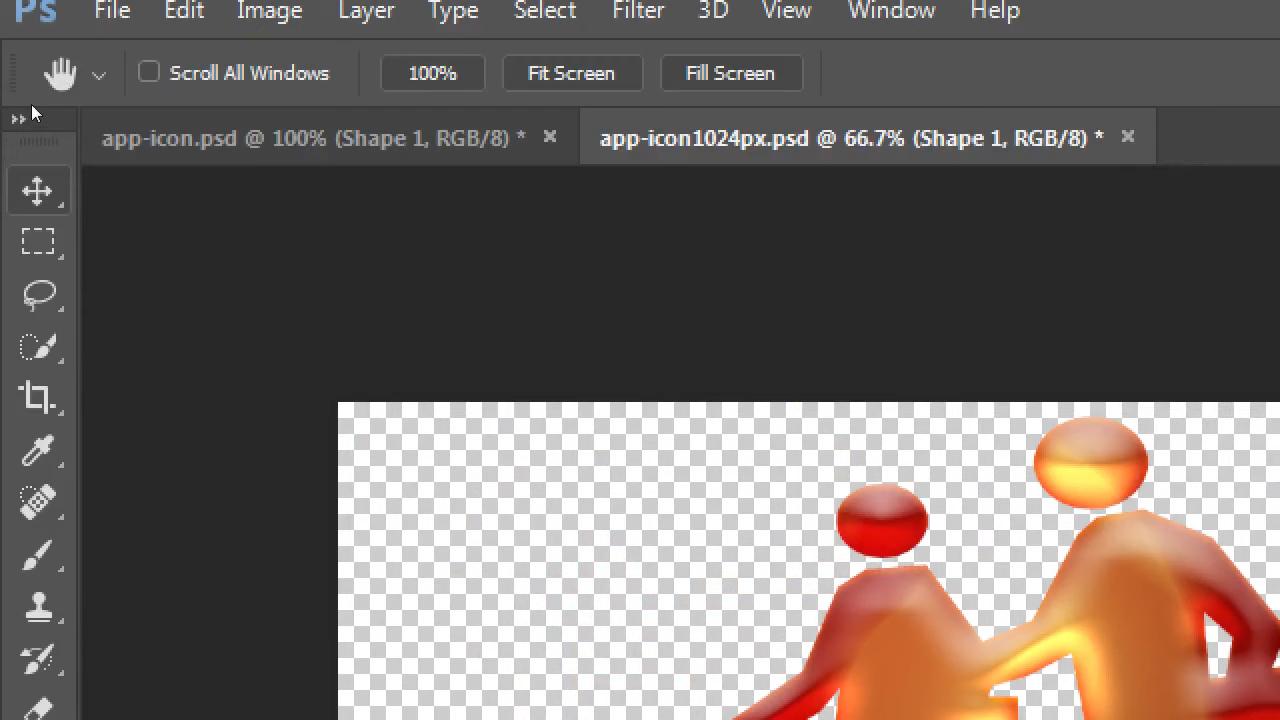 Ps File Edit Image Layer Type Select Filter 3D View Window Help
Scroll All Windows 100% Fit Screen Fill Screen
app-icon.psd @ 100% (Shape 1, RGB/8) * app-icon1024px.psd @ 66.7% (Shape 1, RGB/8) *